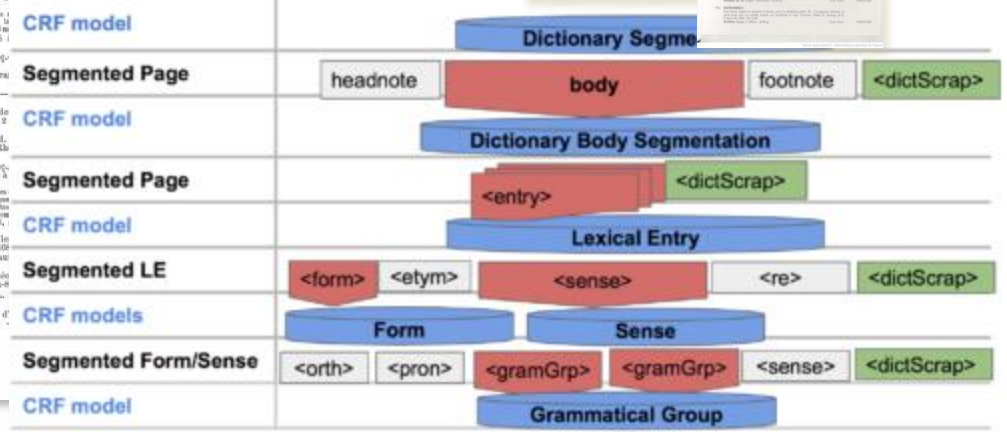 CRF model
Dictionary
Segmented Page
headnote
body
footnote
<dictScrap>
CRF model
Dictionary Body Segmentation
Segmented Page
<entry>
<dictScrap>
CRF model
Lexical Entry
Segmented LE
<form>
<etym>
<sense>
<re>
<dictScrap>
CRF models
Form
Sense
Segmented Form/Sense
<orth>
<pron>
<gramGrp>
<gramGrp>
<sense>
<dictScrap>
CRF model
Grammatical Group